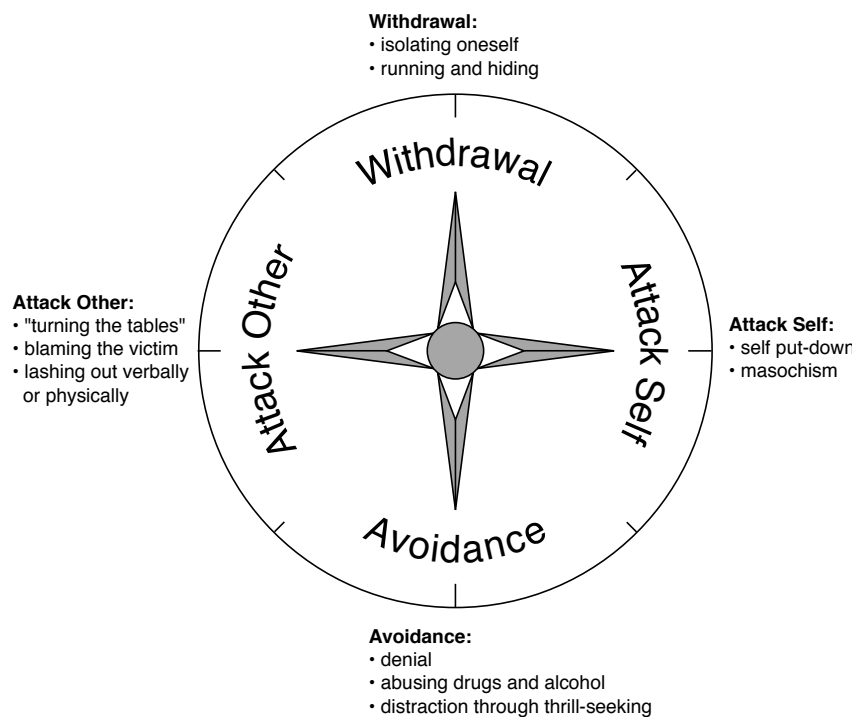 Withdrawal:
• isolating oneself
• running and hiding
Withdrawal
Attack Other:
• "turning the tables"
• blaming the victim
• lashing out verbally
or physically
Attack Other
Attack Self
Attack Self:
• self put-down
• masochism
Avoidance
Avoidance:
• denial
• abusing drugs and alcohol
• distraction through thrill-seeking